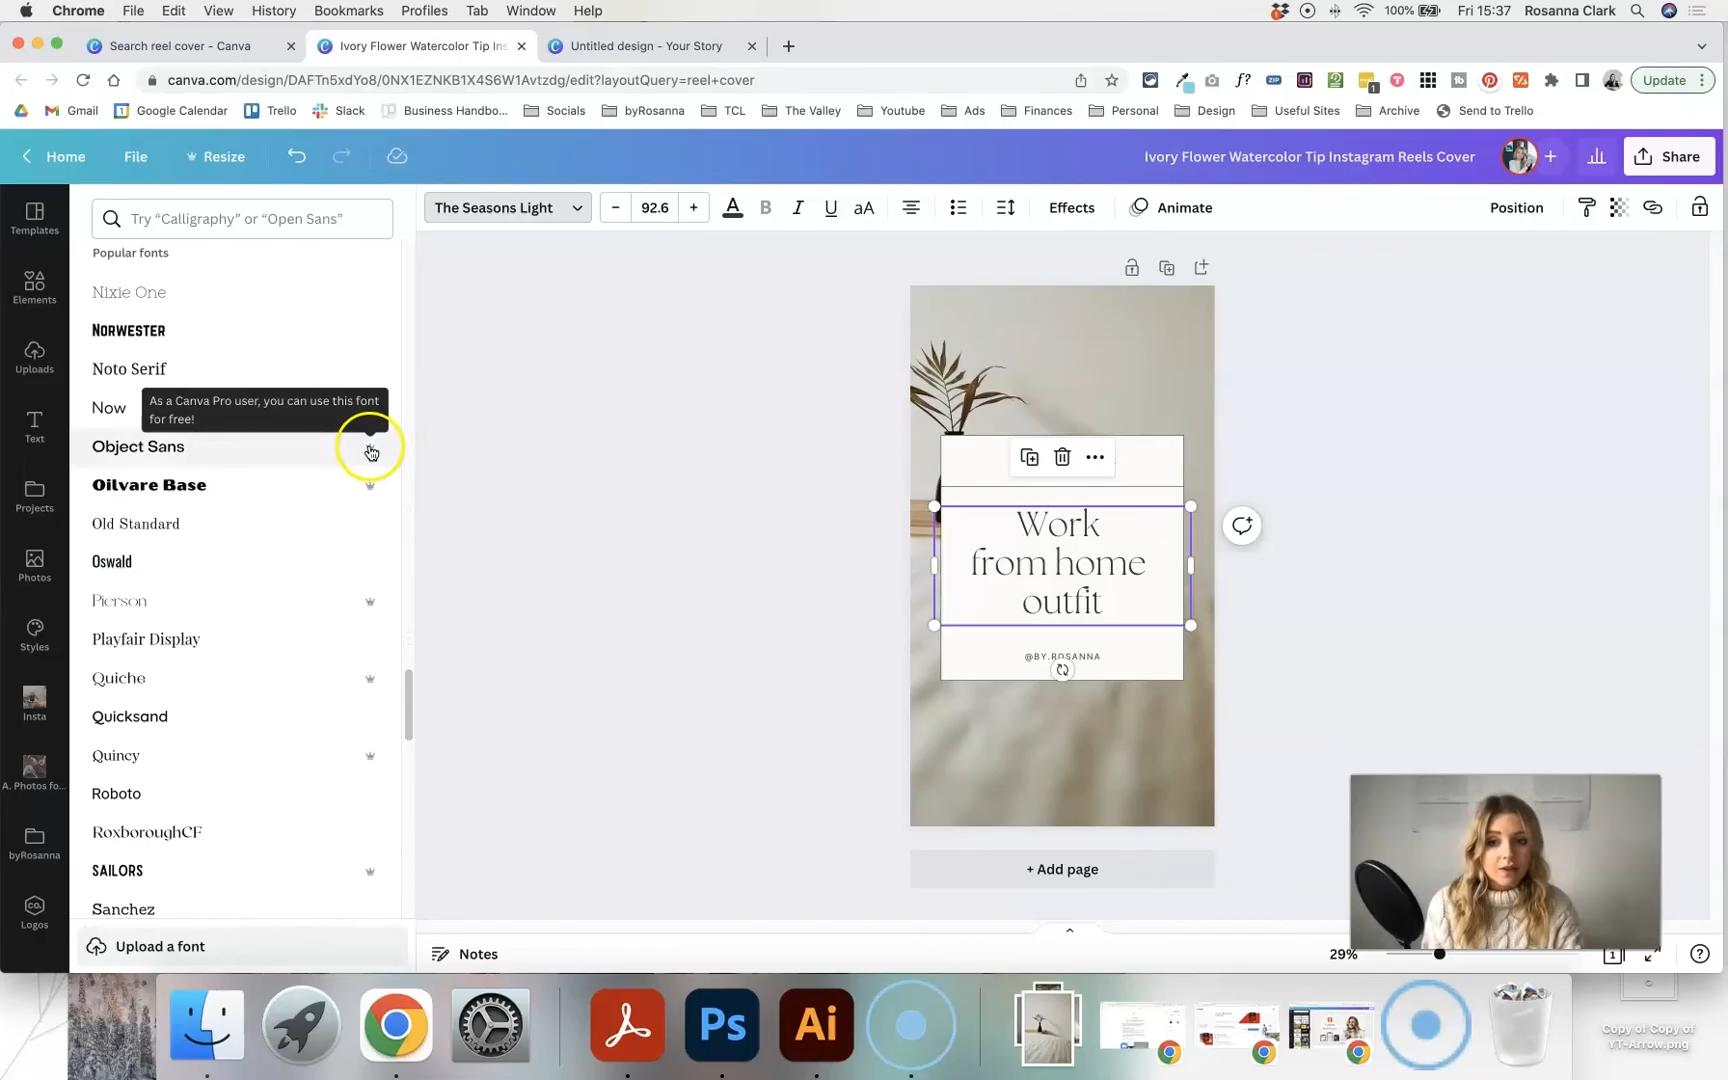 Chrome File Edit View History Bookmarks Profiles Tab Window Help 100% Fri 15:37 Rosanna Clark
Search reel cover - Canva
Ivory Flower Watercolor Tip Ins
Untitled design - Your Story
canva.com/design/DAFTn5xdYo8/0NX1EZNKB1X4S6W1Avtzdg/edit?layoutQuery=reel+cover
Update
Gmail Google Calendar Trello Slack Business Handbo... Socials byRosanna TCL The Valley Youtube Ads Finances Personal Design Useful Sites Archive Send to Trello
Home File Resize
Ivory Flower Watercolor Tip Instagram Reels Cover
Share
Templates
Elements
Uploads
Text
Projects
Photos
Styles
Insta
A. Photos fo...
byRosanna
CO.
Logos
Try “Calligraphy” or “Open Sans”
Popular fonts
Nixie One
NORWESTER
Noto Serif
Now
As a Canva Pro user, you can use this font
for free!
Object Sans
Oilvare Base
Old Standard
Oswald
Pierson
Playfair Display
Quiche
Quicksand
Quincy
Roboto
RoxboroughCF
SAILORS
Sanchez
Upload a font
The Seasons Light
− 92.6 +
A B I U aA
Effects
Animate
Position
Work
from home
outfit
@BY.ROSANNA
+ Add page
Notes
29%
1
Ps
Ai
Copy of Copy of
YT-Arrow.png